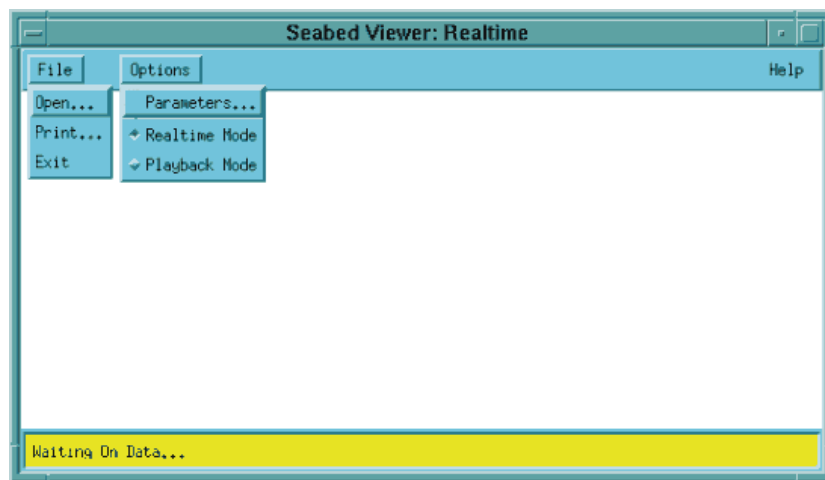 Seabed Viewer: Realtime
File Options Help
Open... Parameters...
Print... Realtime Mode
Exit Playback Mode
Waiting On Data...